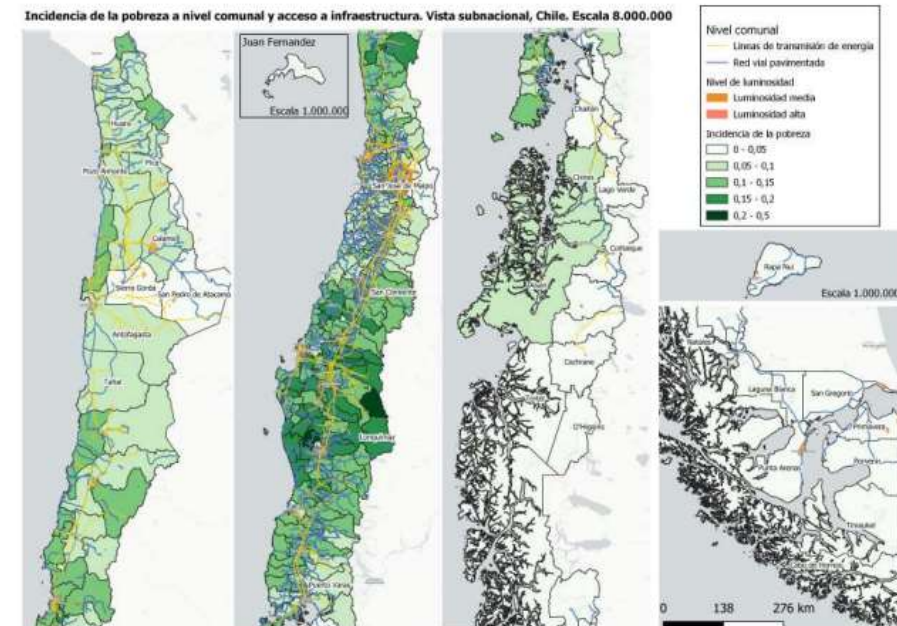 Incidencia de la pobreza a nivel comunal y acceso a infraestructura. Vista subnacional, Chile. Escala 8.000.000
Nivel comunal
Líneas de transmisión de energía
Red vial pavimentada
Nivel de luminosidad
Luminosidad media
Luminosidad alta
Incidencia de la pobreza
0 - 0,05
0,05 - 0,1
0,1 - 0,15
0,15 - 0,2
0,2 - 0,5
Huara
Pozo Almonte
Pica
Calama
Sierra Gorda
San Pedro de Atacama
Antofagasta
Taltal
Juan Fernandez
Escala 1.000.000
San José de Maipo
San Clemente
Lonquimay
Puerto Varas
Chaitén
Cisnes
Lago Verde
Coihaique
Aisén
Cochrane
Tortel
O'Higgins
Rapa Nui
Escala 1.000.000
Natales
Laguna Blanca
San Gregorio
Primavera
Punta Arenas
Porvenir
Timaukel
Cabo de Hornos
0 138 276 km